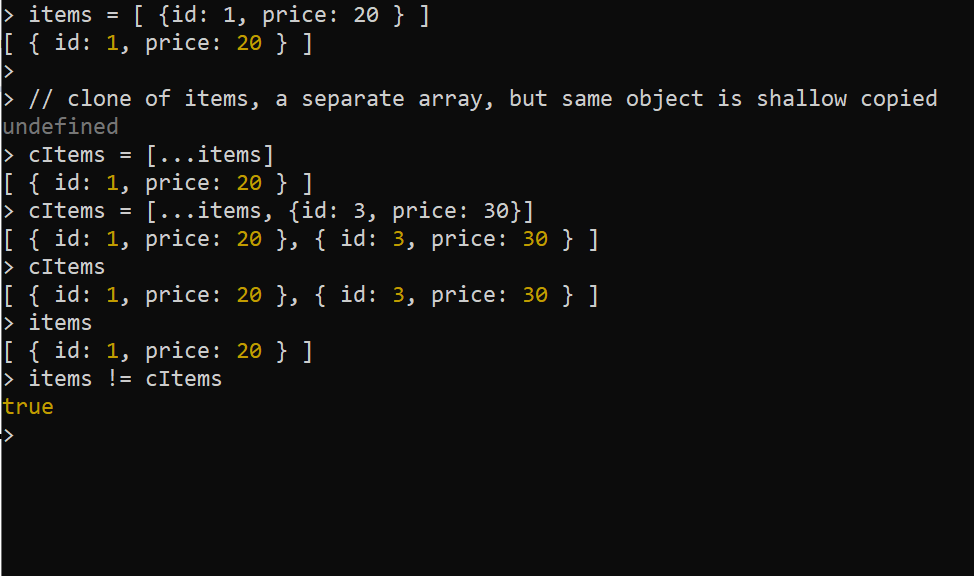 > items = [ {id: 1, price: 20 } ]
[ { id: 1, price: 20 } ]
>
> // clone of items, a separate array, but same object is shallow copied
undefined
> cItems = [...items]
[ { id: 1, price: 20 } ]
> cItems = [...items, {id: 3, price: 30}]
[ { id: 1, price: 20 }, { id: 3, price: 30 } ]
> cItems
[ { id: 1, price: 20 }, { id: 3, price: 30 } ]
> items
[ { id: 1, price: 20 } ]
> items != cItems
true
>